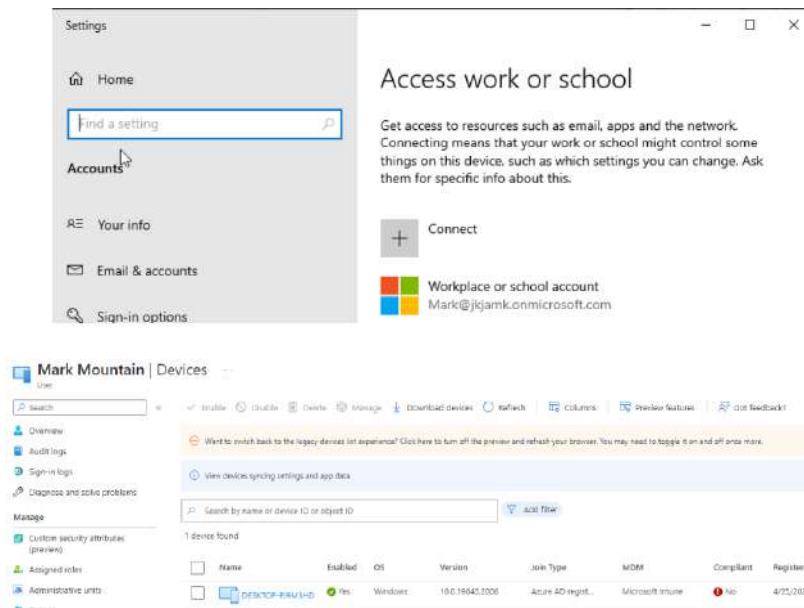 Settings
Home
Find a setting
Accounts
Your info
Email & accounts
Sign-in options
Access work or school
Get access to resources such as email, apps and the network.
Connecting means that your work or school might control some
things on this device, such as which settings you can change. Ask
them for specific info about this.
Connect
Workplace or school account
Mark@jkjamk.onmicrosoft.com
Mark Mountain | Devices
User
Search
Enable Disable Delete Manage Download devices Refresh Columns Preview features Got feedback?
Overview
Audit logs
Sign-in logs
Diagnose and solve problems
Manage
Custom security attributes
(preview)
Assigned roles
Administrative units
Want to switch back to the legacy devices list experience? Click here to turn off the preview and refresh your browser. You may need to toggle it on and off once more.
View devices syncing settings and app data
Search by name or device ID or object ID
Add filter
1 device found
Name Enabled OS Version Join Type MDM Compliant Register
Yes Windows 10.0.19043.2006 Azure AD regist... Microsoft Intune No